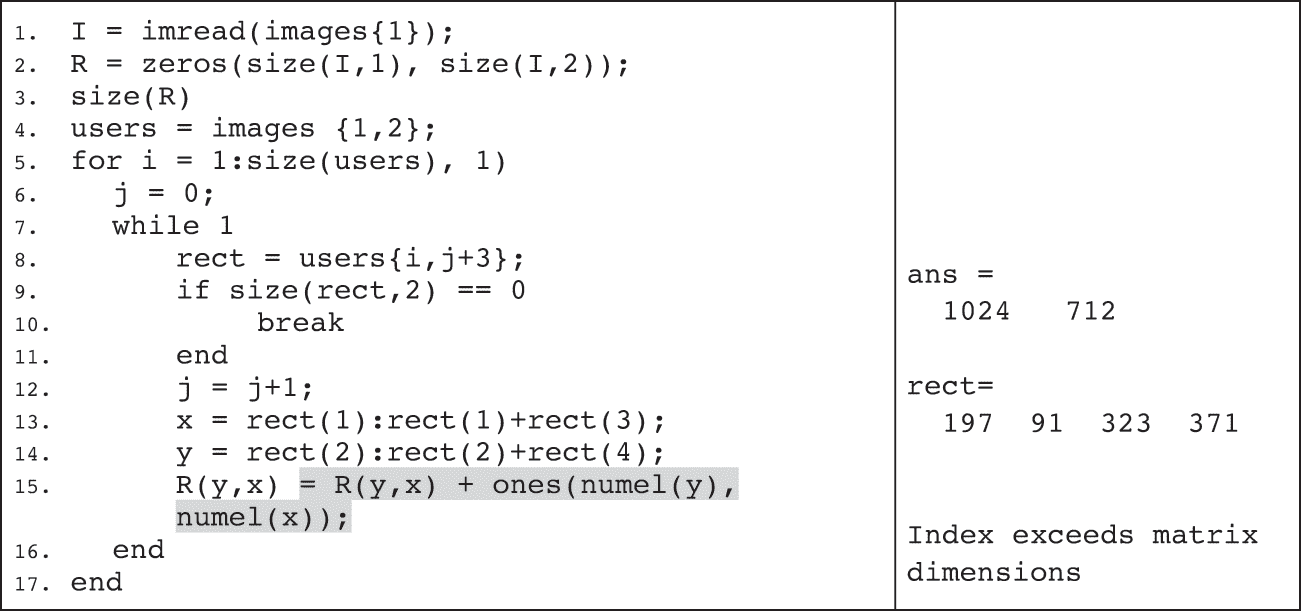 1. I = imread(images{1});
2. R = zeros(size(I,1), size(I,2));
3. size(R)
4. users = images {1,2};
5. for i = 1:size(users), 1)
6. j = 0;
7. while 1
8. rect = users{i,j+3};
9. if size(rect,2) == 0
10. break
11. end
12. j = j+1;
13. x = rect(1):rect(1)+rect(3);
14. y = rect(2):rect(2)+rect(4);
15. R(y,x) = R(y,x) + ones(numel(y),
numel(x));
16. end
17. end
ans =
1024 712
rect=
197 91 323 371
Index exceeds matrix
dimensions